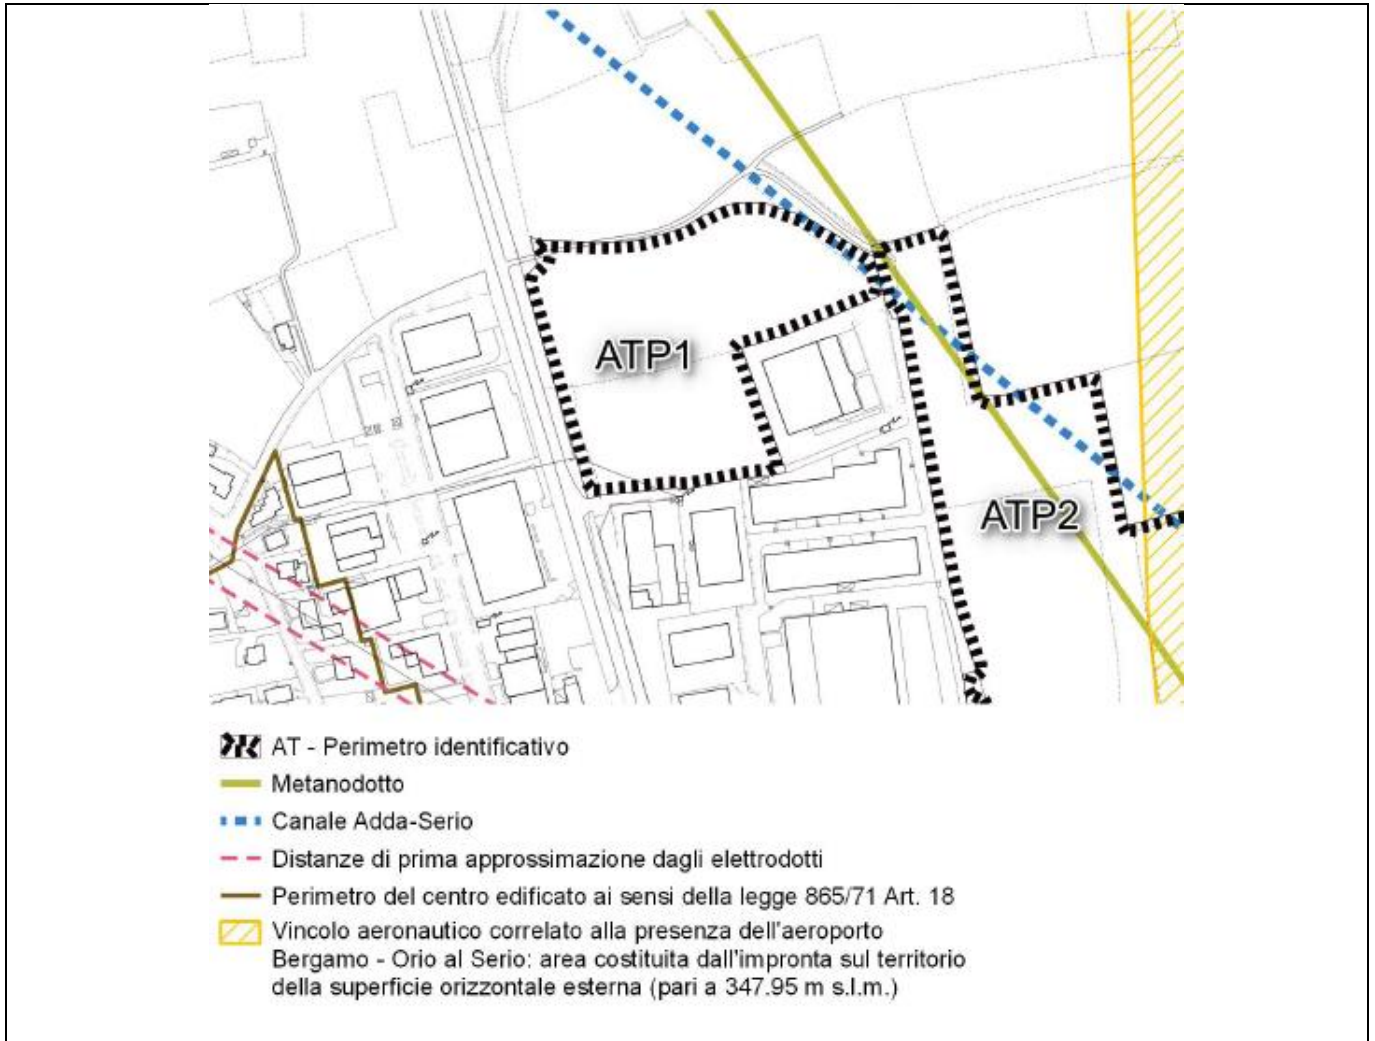 ATP1
ATP2
AT - Perimetro identificativo
Metanodotto
Canale Adda-Serio
Distanze di prima approssimazione dagli elettrodotti
Perimetro del centro edificato ai sensi della legge 865/71 Art. 18
Vincolo aeronautico correlato alla presenza dell'aeroporto
Bergamo - Orio al Serio: area costituita dall'impronta sul territorio
della superficie orizzontale esterna (pari a 347.95 m s.l.m.)